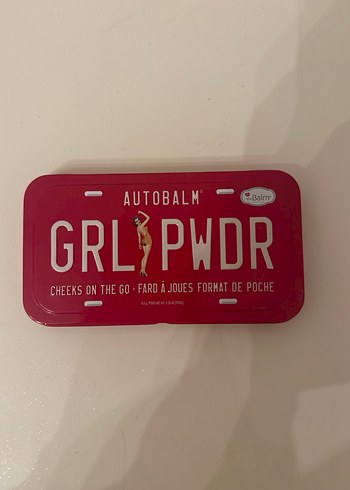 AUTOBALM®
theBalm
GRL PWDR
CHEEKS ON THE GO · FARD À JOUES FORMAT DE POCHE